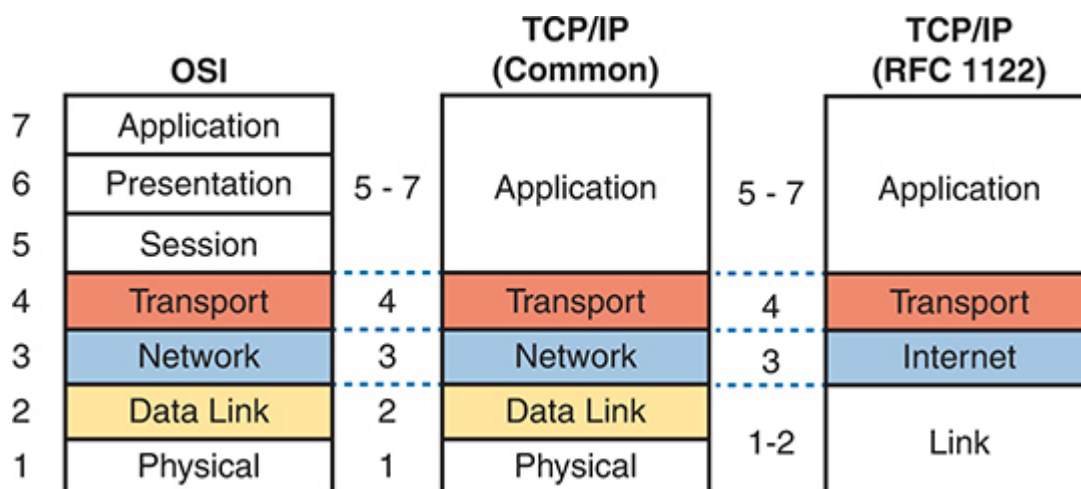 OSI
TCP/IP
(Common)
TCP/IP
(RFC 1122)
7 Application
6 Presentation
5 Session
5 - 7 Application
5 - 7 Application
4 Transport 4 Transport 4 Transport
3 Network 3 Network 3 Internet
2 Data Link 2 Data Link
1 Physical 1 Physical
1-2 Link